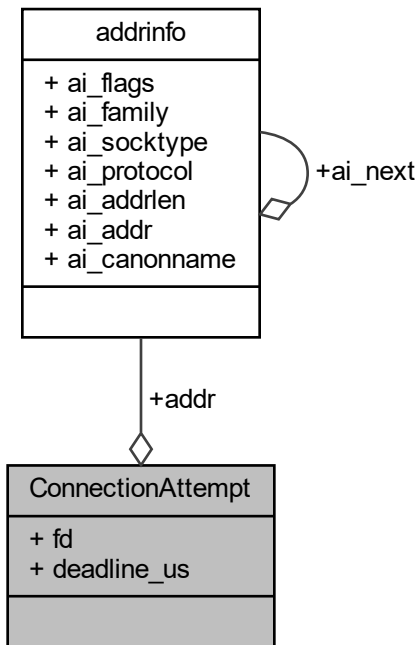 addrinfo
+ ai_flags
+ ai_family
+ ai_socktype
+ ai_protocol
+ ai_addrlen
+ ai_addr
+ ai_canonname
+ai_next
+addr
ConnectionAttempt
+ fd
+ deadline_us